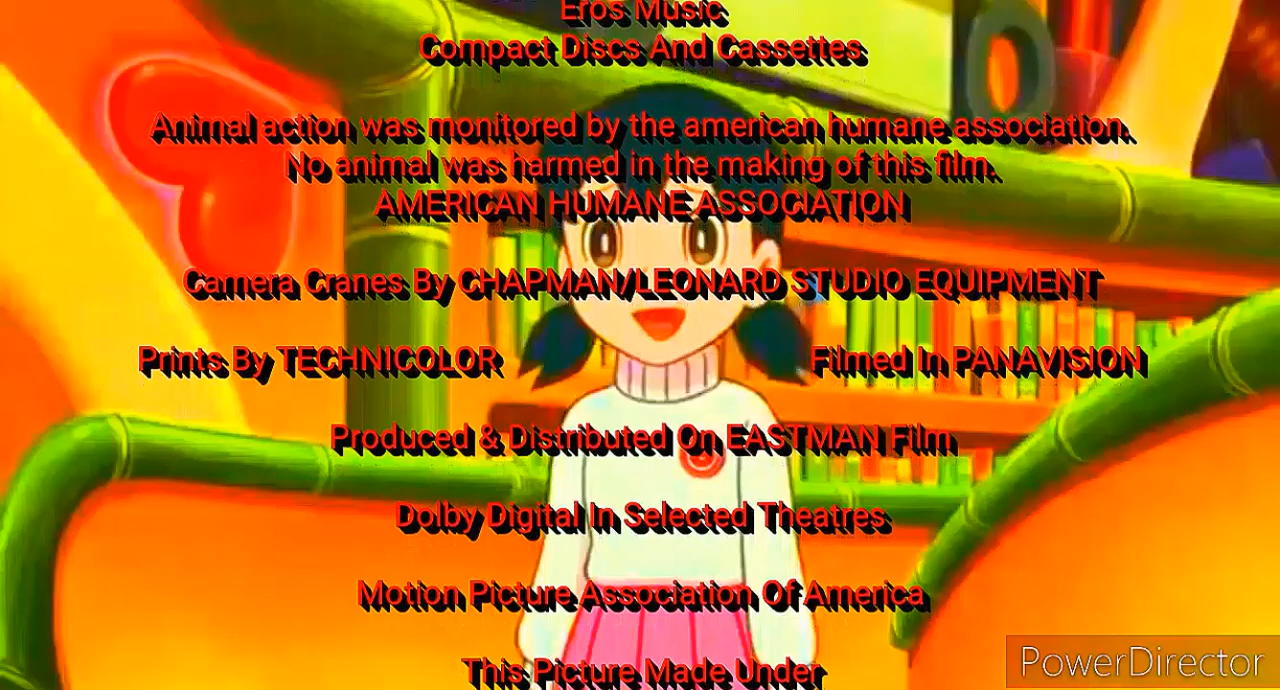 Eros Music
Compact Discs And Cassettes
Animal action was monitored by the american humane association.
No animal was harmed in the making of this film.
AMERICAN HUMANE ASSOCIATION
Camera Cranes By CHAPMAN/LEONARD STUDIO EQUIPMENT
Prints By TECHNICOLOR Filmed In PANAVISION
Produced & Distributed On EASTMAN Film
Dolby Digital In Selected Theatres
Motion Picture Association Of America
This Picture Made Under
PowerDirector